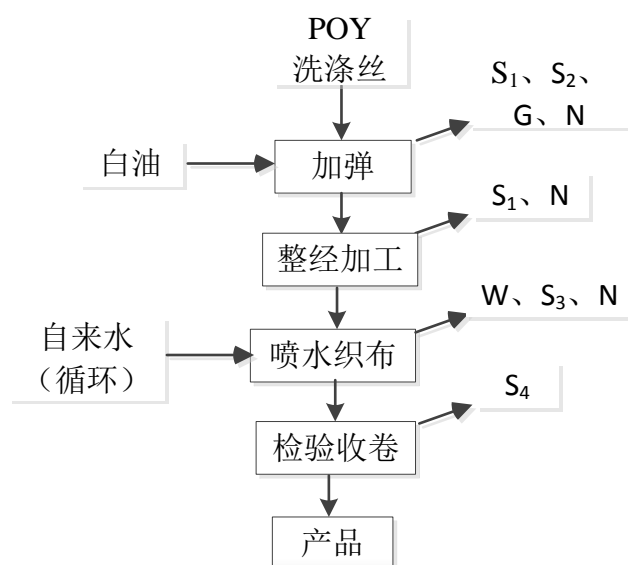 POY
洗涤丝
S₁、S₂、
G、N
白油
加弹
S₁、N
整经加工
W、S₃、N
自来水
（循环）
喷水织布
S₄
检验收卷
产品